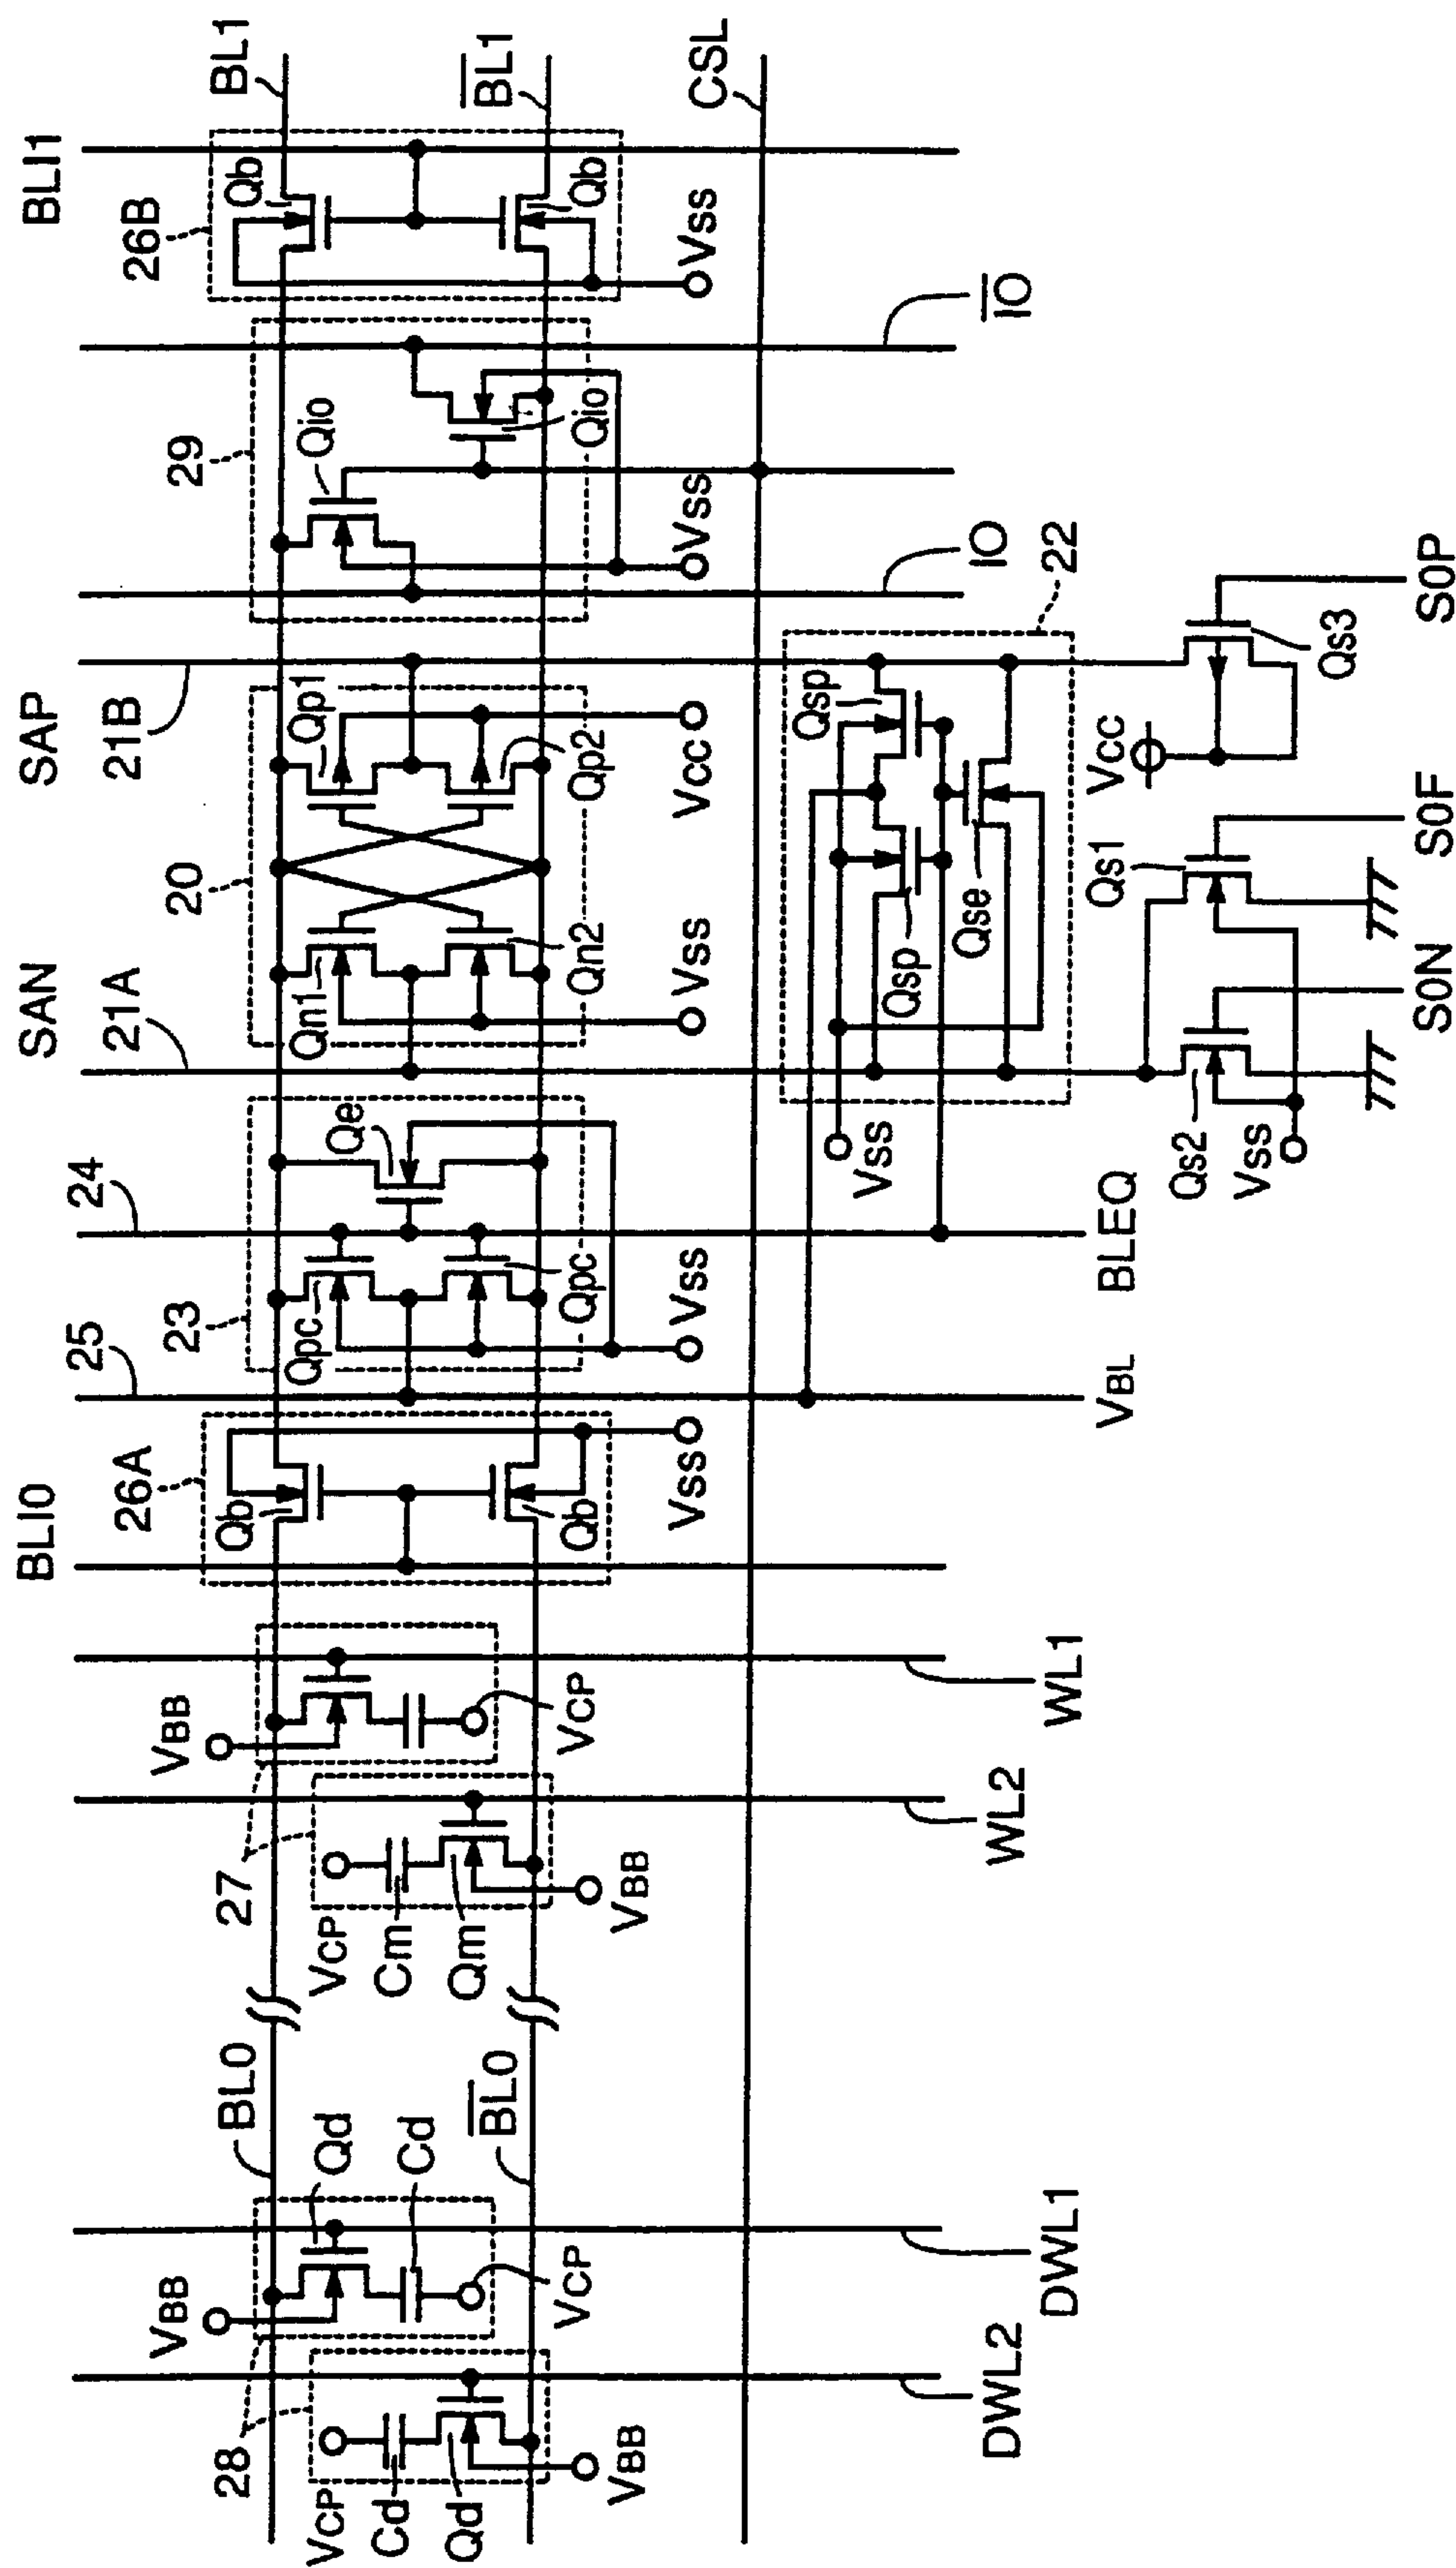 BLI0
SAN
SAP
BLI1
25
24
21A
21B
28
27
26A
23
20
29
26B
VBB
BL0
VBB
Qb
Qpc
Qe
Qn1
Qp1
Qio
Qb
BL1
VCP
Qd
VCP
Cd
Cd
Cm
Qd
VCP
Qm
VCP
Qb
Qpc
Qn2
Qp2
Qio
Qb
BL0
BL1
VBB
VBB
Vss
Vss
Vss
Vcc
Vss
Vss
CSL
IO
IO
Qsp
Qsp
Vss
Qse
22
DWL2
DWL1
WL2
WL1
VBL
BLEQ
Qs2
Qs1
Vcc
Vss
Qs3
S0N
S0F
S0P